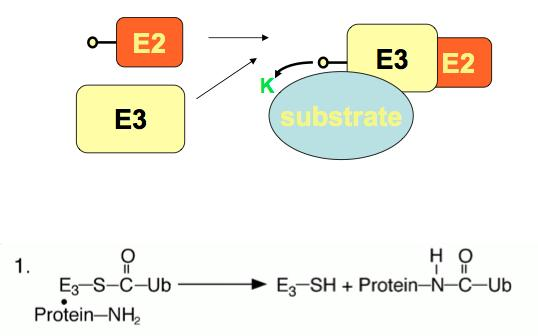 E2
E3
E3
E2
K
substrate
1.
O
E₃–S–C–Ub
Protein–NH₂
H O
E₃–SH + Protein–N–C–Ub